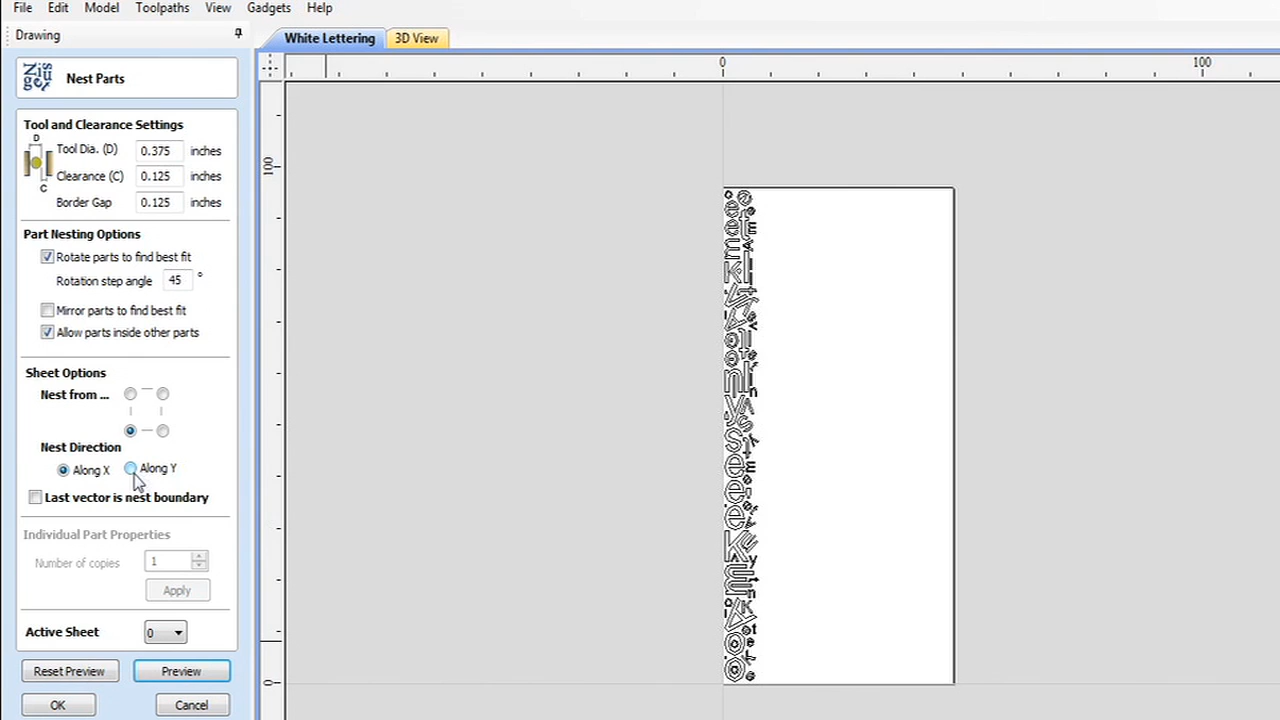 File Edit Model Toolpaths View Gadgets Help
Drawing
White Lettering 3D View
Nest Parts
0 100
100
0
Tool and Clearance Settings
D
Tool Dia. (D) 0.375 inches
Clearance (C) 0.125 inches
C
Border Gap 0.125 inches
Part Nesting Options
Rotate parts to find best fit
Rotation step angle 45 °
Mirror parts to find best fit
Allow parts inside other parts
Sheet Options
Nest from ...
Nest Direction
Along X Along Y
Last vector is nest boundary
Individual Part Properties
Number of copies 1
Apply
Active Sheet 0
Reset Preview Preview
OK Cancel